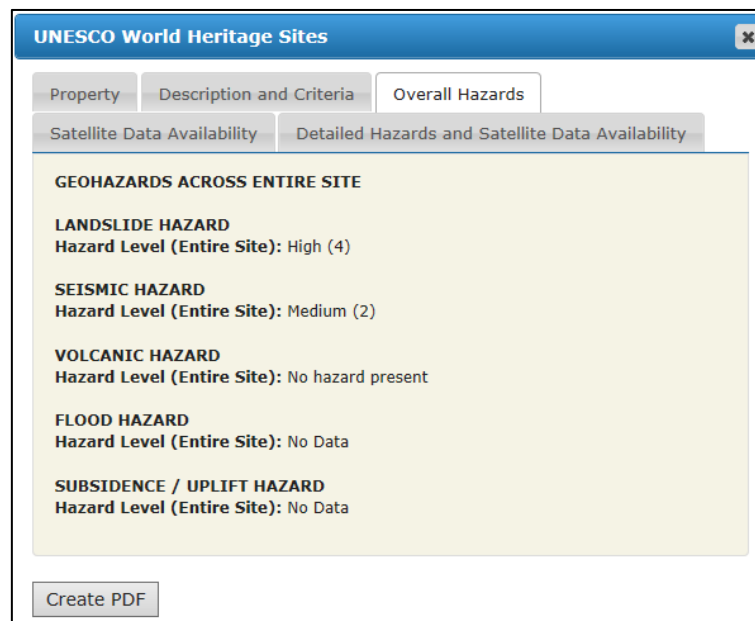 UNESCO World Heritage Sites
Property
Description and Criteria
Overall Hazards
Satellite Data Availability
Detailed Hazards and Satellite Data Availability
GEOHAZARDS ACROSS ENTIRE SITE
LANDSLIDE HAZARD
Hazard Level (Entire Site): High (4)
SEISMIC HAZARD
Hazard Level (Entire Site): Medium (2)
VOLCANIC HAZARD
Hazard Level (Entire Site): No hazard present
FLOOD HAZARD
Hazard Level (Entire Site): No Data
SUBSIDENCE / UPLIFT HAZARD
Hazard Level (Entire Site): No Data
Create PDF